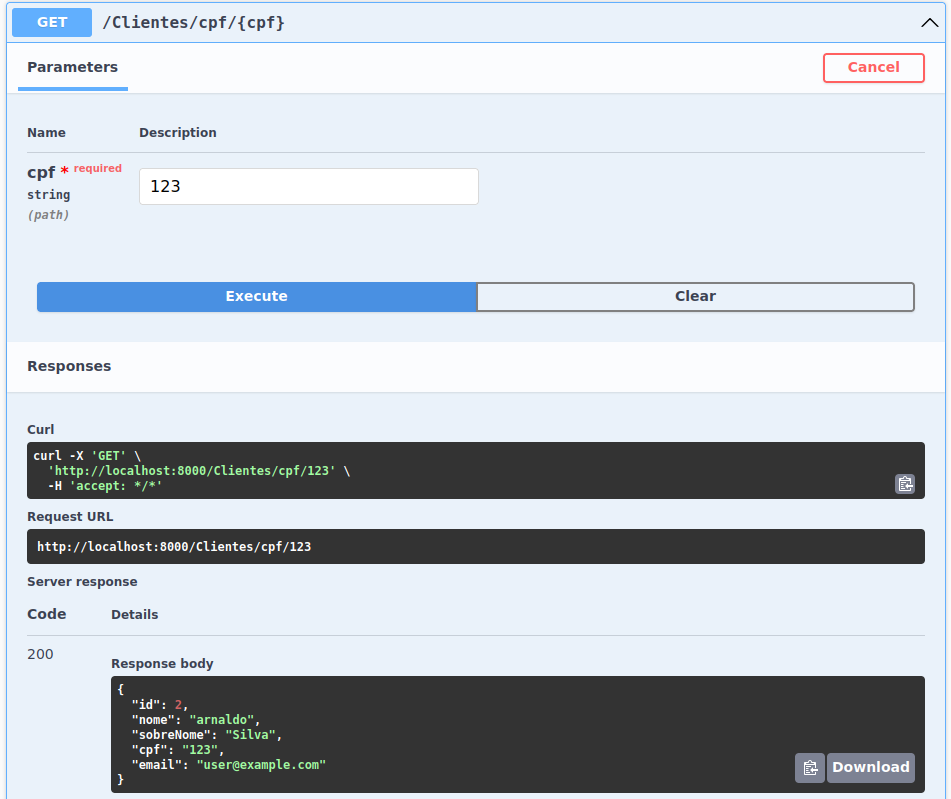 GET /Clientes/cpf/{cpf}
Parameters Cancel
Name Description
cpf * required
string
(path)
123
Execute Clear
Responses
Curl
curl -X 'GET' \
'http://localhost:8000/Clientes/cpf/123' \
-H 'accept: */*'
Request URL
http://localhost:8000/Clientes/cpf/123
Server response
Code Details
200
Response body
{
"id": 2,
"nome": "arnaldo",
"sobreNome": "Silva",
"cpf": "123",
"email": "user@example.com"
}
Download